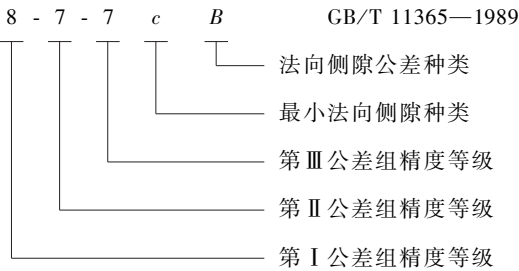 8 - 7 - 7 c B GB/T 11365—1989
法向侧隙公差种类
最小法向侧隙种类
第Ⅲ公差组精度等级
第Ⅱ公差组精度等级
第Ⅰ公差组精度等级